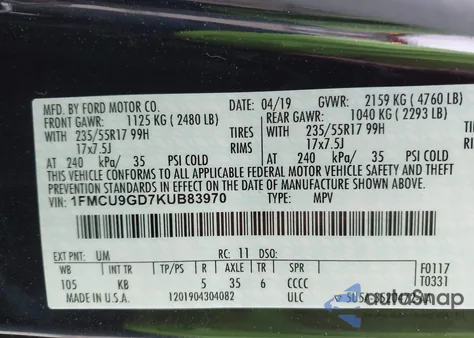 MFD. BY FORD MOTOR CO.
DATE: 04/19 GVWR: 2159 KG (4760 LB)
FRONT GAWR: 1125 KG (2480 LB) REAR GAWR: 1040 KG (2293 LB)
WITH 235/55R17 99H TIRES WITH 235/55R17 99H
17x7.5J RIMS 17x7.5J
AT 240 kPa/ 35 PSI COLD AT 240 kPa/ 35 PSI COLD
THIS VEHICLE CONFORMS TO ALL APPLICABLE FEDERAL MOTOR VEHICLE SAFETY AND THEFT PREVENTION STANDARDS IN EFFECT ON THE DATE OF MANUFACTURE SHOWN ABOVE.
VIN: 1FMCU9GD7KUB83970 TYPE: MPV
EXT PNT: UM RC: 11 DSO: F0117
WB INT TR TP/PS R AXLE TR SPR T0331
105 KB 5 35 6 CCCC
MADE IN U.S.A. 1201904304082 ULC
autoSnap